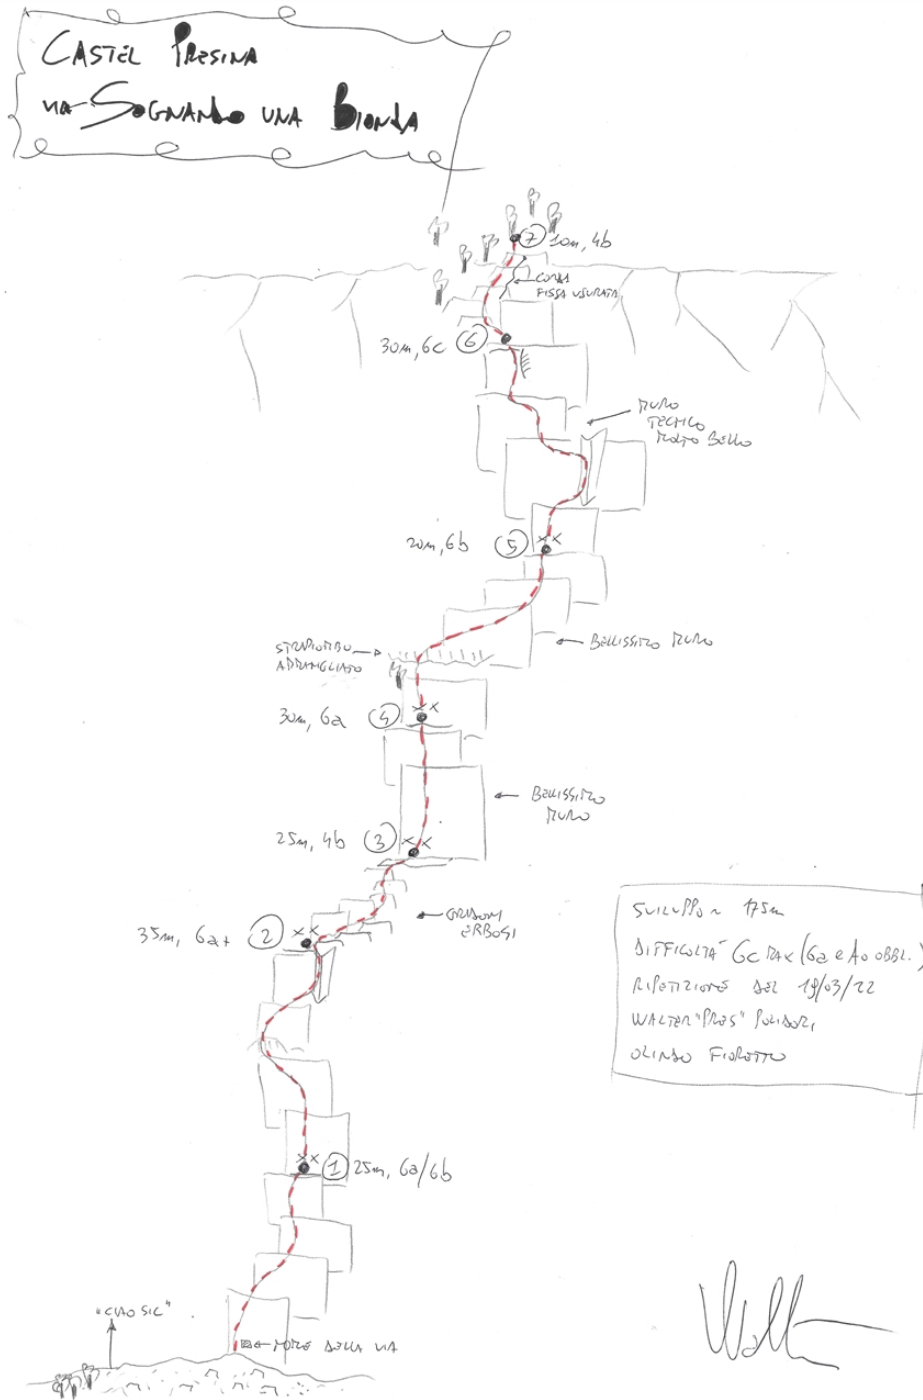 CASTEL PRESINA
VIA SOGNANDO UNA BIONDA
7 10m, 4b
CORDA
FISSA USURATA
30m, 6c 6
MURO
TECNICO
MOLTO BELLO
20m, 6b 5
BELLISSIMO MURO
STRAPIOMBO
AMMANIGLIATO
30m, 6a 4
BELLISSIMO
MURO
25m, 4b 3
GRADONI
ERBOSI
35m, 6a+ 2
SVILUPPO ~ 175m
DIFFICOLTÀ 6c MAX (6a e A0 OBBL.)
RIPETIZIONE DEL 19/03/22
WALTER "PRES" POLIDORI,
OLINDO FIORETTO
1 25m, 6a/6b
"CIAO SIC"
NOME DELLA VIA